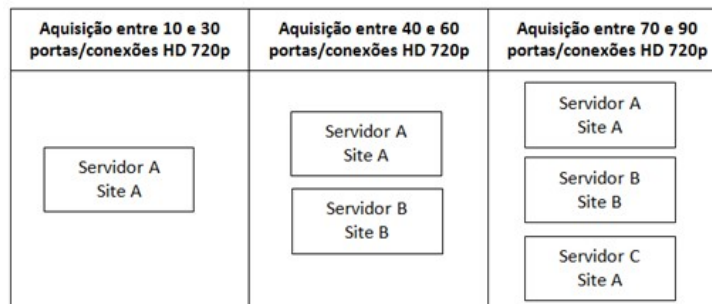 Aquisição entre 10 e 30
portas/conexões HD 720p
Aquisição entre 40 e 60
portas/conexões HD 720p
Aquisição entre 70 e 90
portas/conexões HD 720p
Servidor A
Site A
Servidor A
Site A
Servidor B
Site B
Servidor A
Site A
Servidor B
Site B
Servidor C
Site A